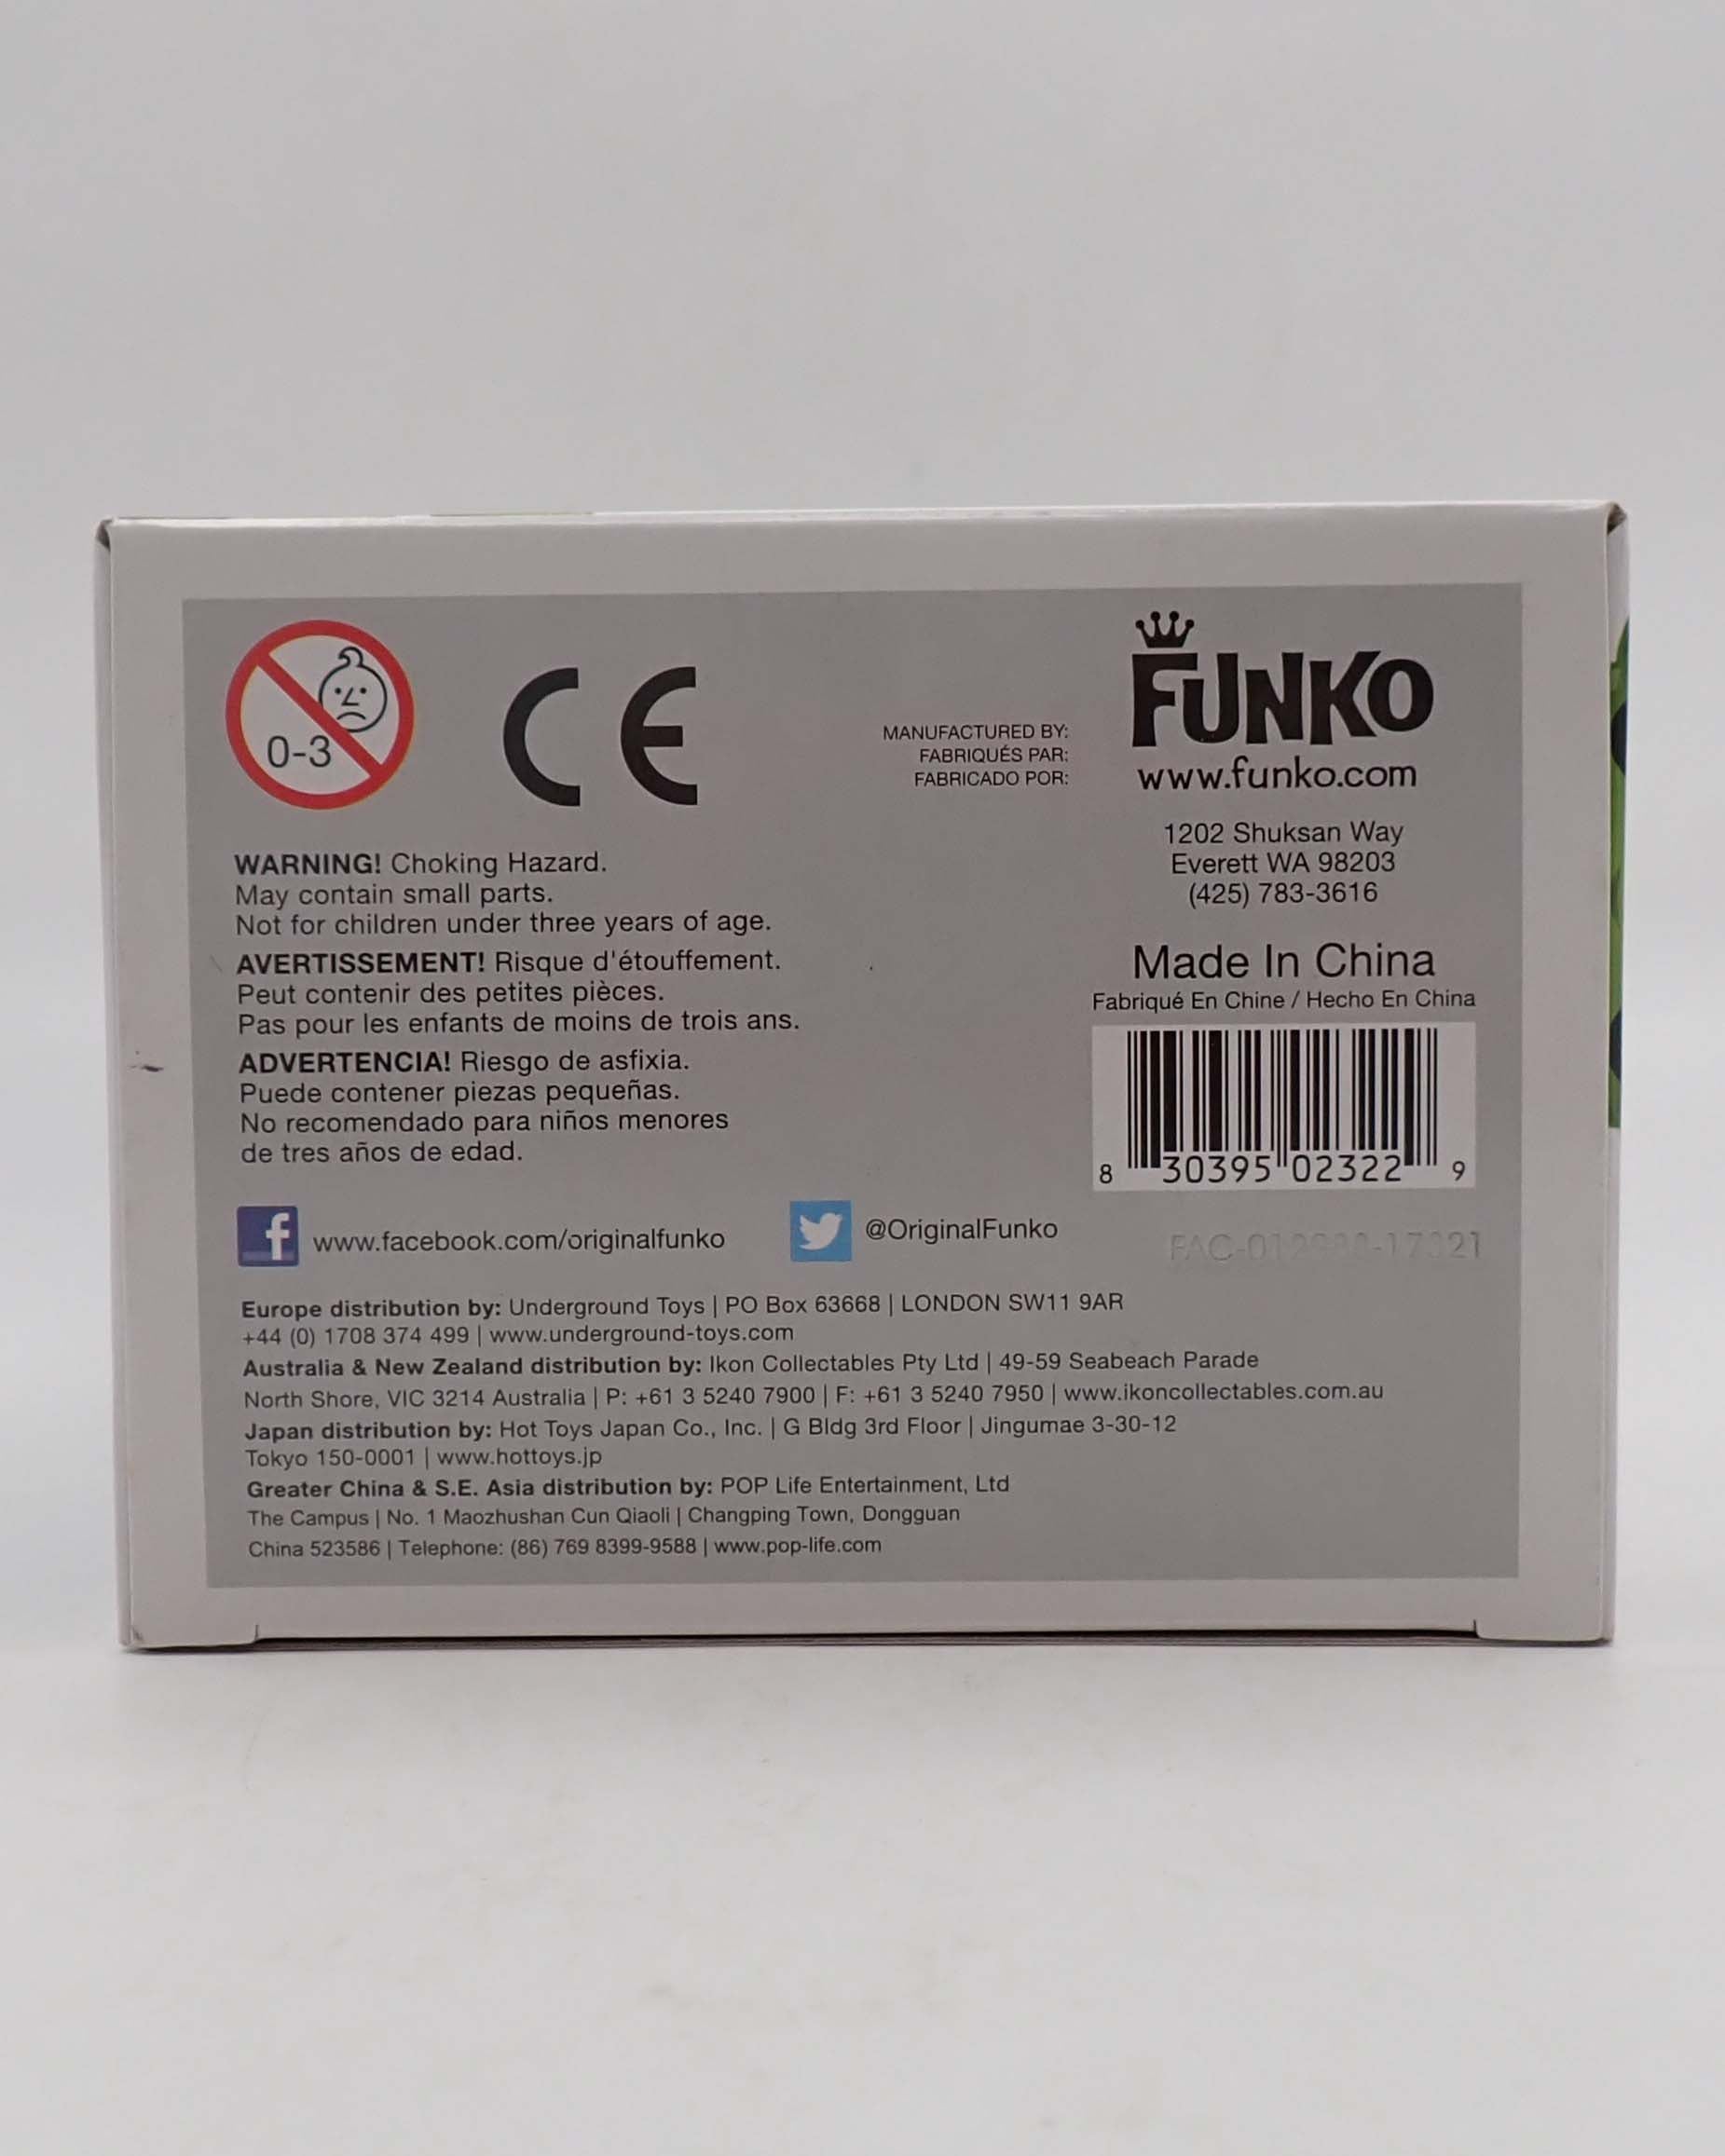 0-3
CE
MANUFACTURED BY:
FABRIQUÉS PAR:
FABRICADO POR:
FUNKO
www.funko.com
1202 Shuksan Way
Everett WA 98203
(425) 783-3616
WARNING! Choking Hazard.
May contain small parts.
Not for children under three years of age.
AVERTISSEMENT! Risque d'étouffement.
Peut contenir des petites pièces.
Pas pour les enfants de moins de trois ans.
ADVERTENCIA! Riesgo de asfixia.
Puede contener piezas pequeñas.
No recomendado para niños menores
de tres años de edad.
Made In China
Fabriqué En Chine / Hecho En China
8 30395 02322 9
f www.facebook.com/originalfunko
@OriginalFunko
Europe distribution by: Underground Toys | PO Box 63668 | LONDON SW11 9AR
+44 (0) 1708 374 499 | www.underground-toys.com
Australia & New Zealand distribution by: Ikon Collectables Pty Ltd | 49-59 Seabeach Parade
North Shore, VIC 3214 Australia | P: +61 3 5240 7900 | F: +61 3 5240 7950 | www.ikoncollectables.com.au
Japan distribution by: Hot Toys Japan Co., Inc. | G Bldg 3rd Floor | Jingumae 3-30-12
Tokyo 150-0001 | www.hottoys.jp
Greater China & S.E. Asia distribution by: POP Life Entertainment, Ltd
The Campus | No. 1 Maozhushan Cun Qiaoli | Changping Town, Dongguan
China 523586 | Telephone: (86) 769 8399-9588 | www.pop-life.com